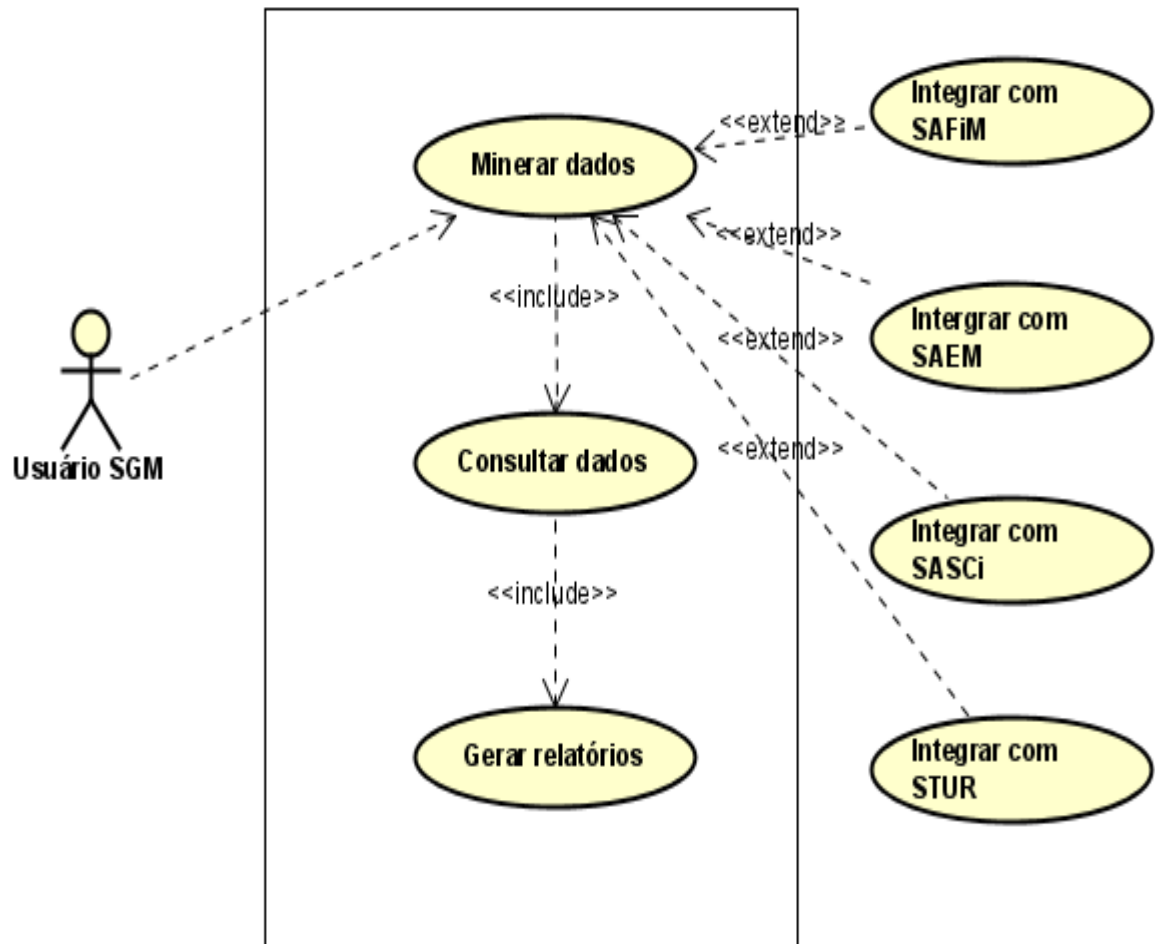 Integrar com
SAFiM
<<extend>>
Minerar dados
<<extend>>
<<include>>
Intergrar com
SAEM
<<extend>>
Usuário SGM
Consultar dados
<<extend>>
Integrar com
SASCi
<<include>>
Gerar relatórios
Integrar com
STUR